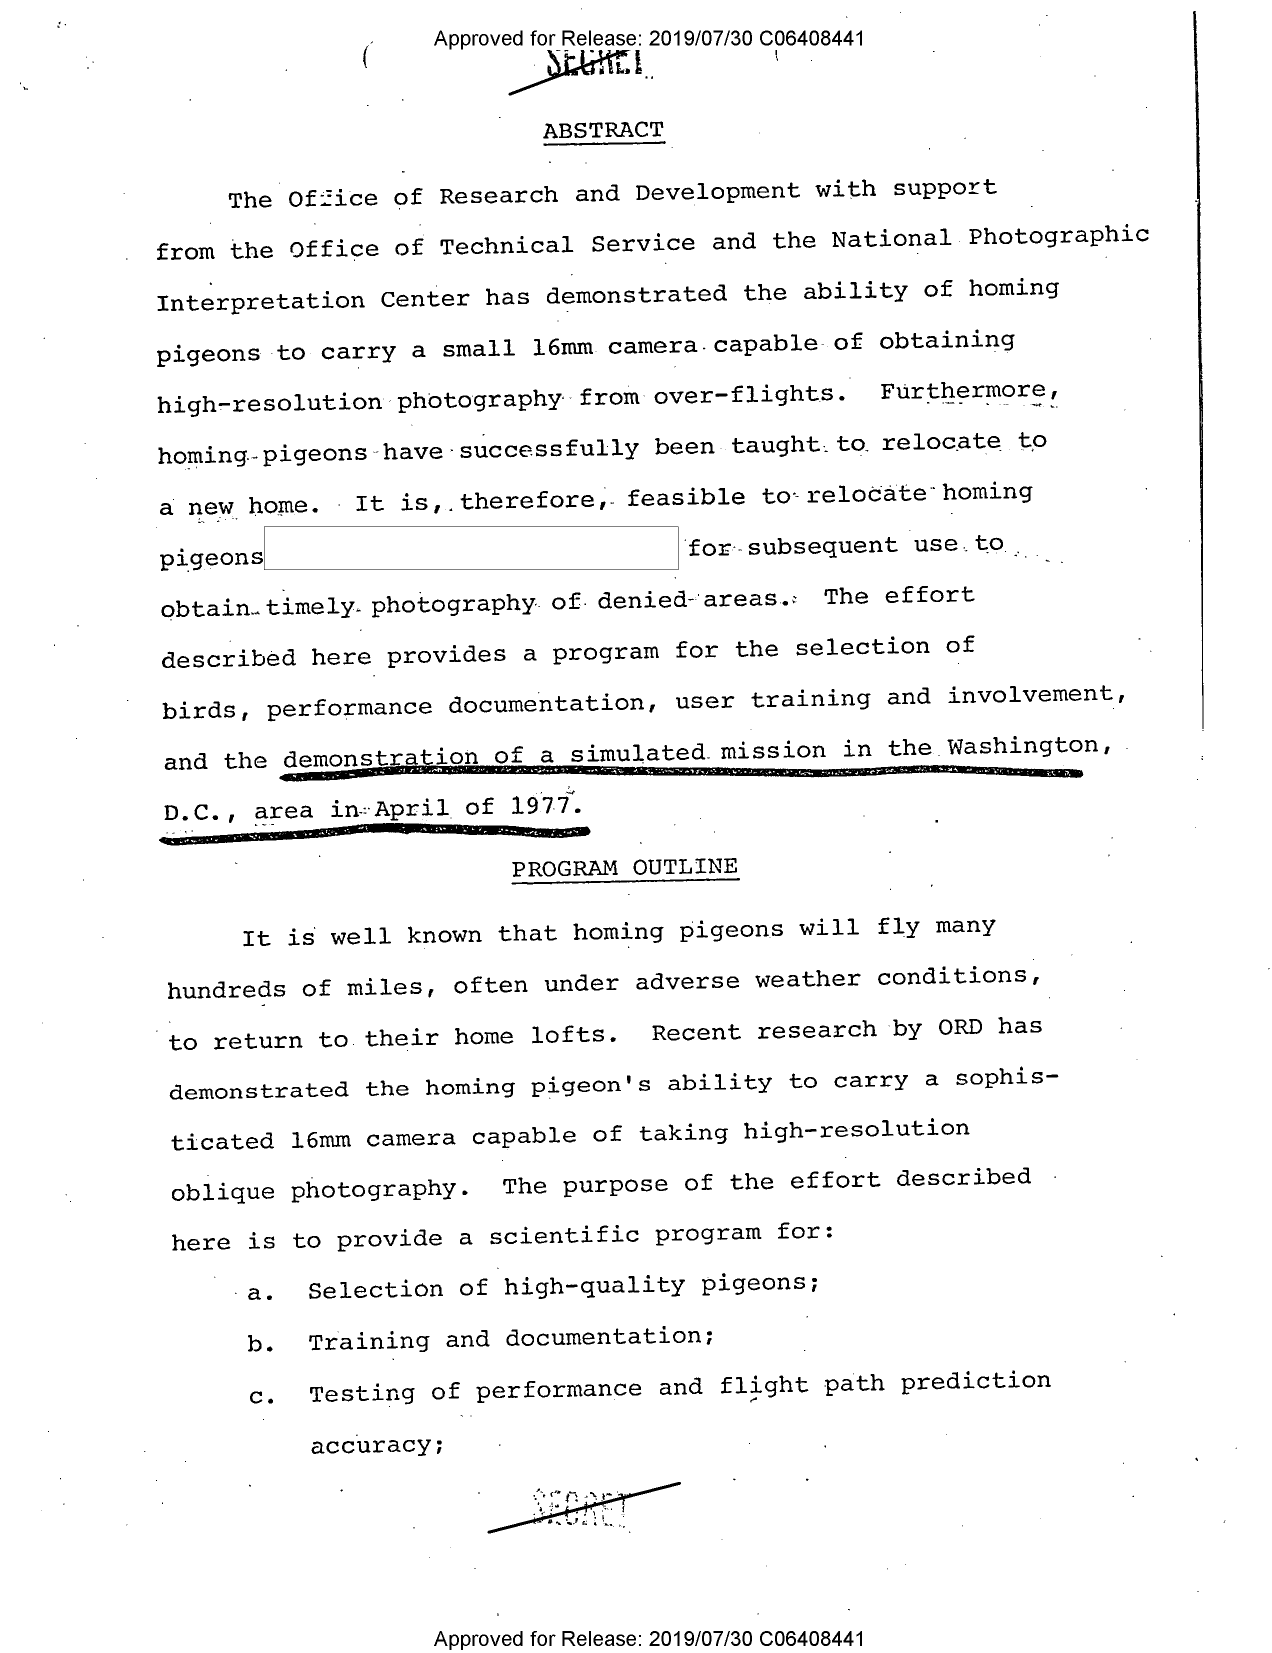 Approved for Release: 2019/07/30 C06408441
SECRET
ABSTRACT
The Office of Research and Development with support
from the Office of Technical Service and the National Photographic
Interpretation Center has demonstrated the ability of homing
pigeons to carry a small 16mm camera capable of obtaining
high-resolution photography from over-flights. Furthermore,
homing pigeons have successfully been taught to relocate to
a new home. It is, therefore, feasible to relocate homing
pigeons for subsequent use to
obtain timely photography of denied areas. The effort
described here provides a program for the selection of
birds, performance documentation, user training and involvement,
and the demonstration of a simulated mission in the Washington,
D.C., area in April of 1977.
PROGRAM OUTLINE
It is well known that homing pigeons will fly many
hundreds of miles, often under adverse weather conditions,
to return to their home lofts. Recent research by ORD has
demonstrated the homing pigeon's ability to carry a sophis-
ticated 16mm camera capable of taking high-resolution
oblique photography. The purpose of the effort described
here is to provide a scientific program for:
a. Selection of high-quality pigeons;
b. Training and documentation;
c. Testing of performance and flight path prediction
accuracy;
SECRET
Approved for Release: 2019/07/30 C06408441